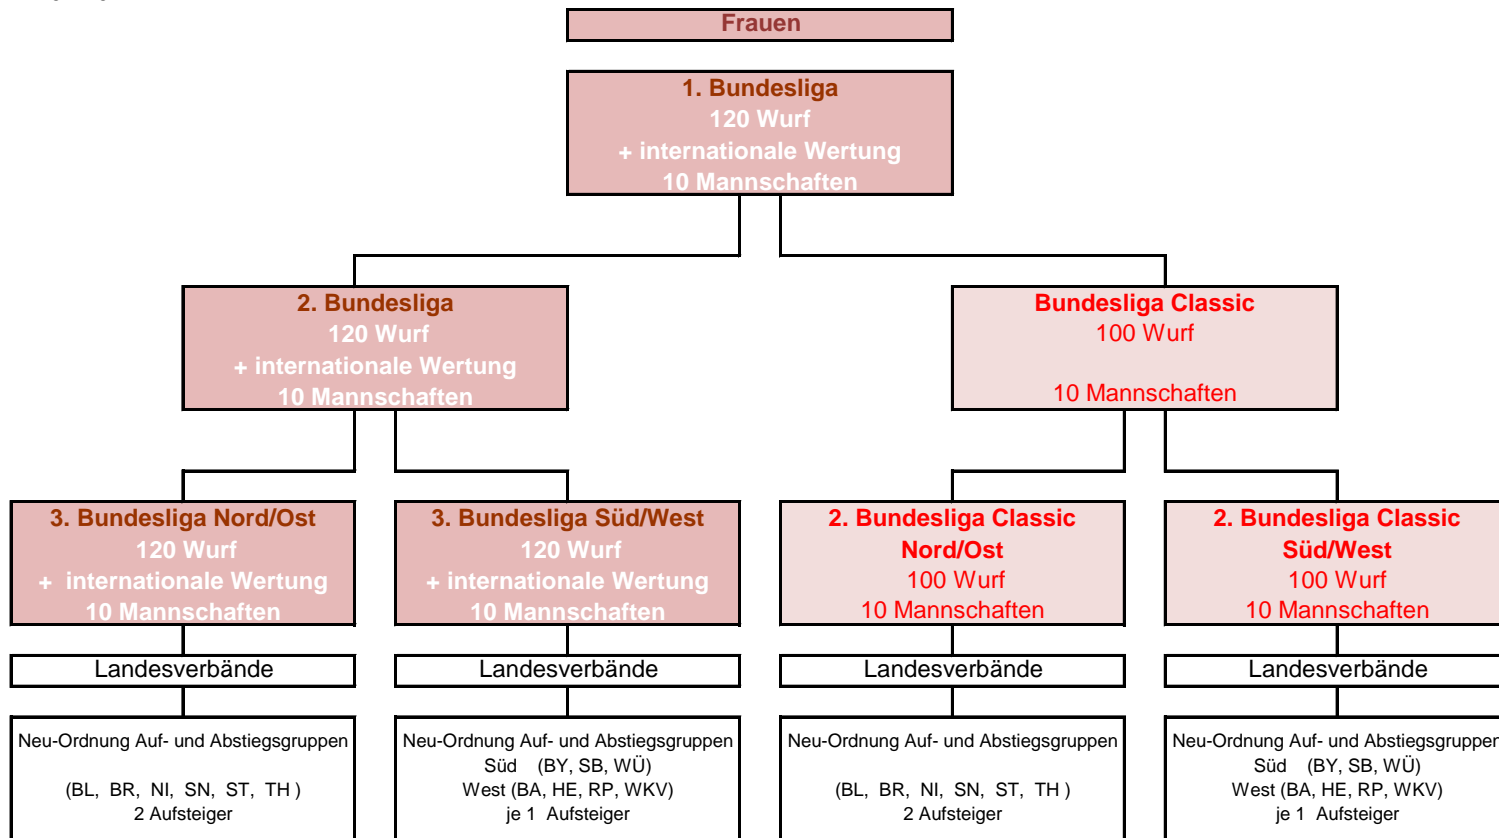 Frauen
1. Bundesliga
120 Wurf
+ internationale Wertung
10 Mannschaften
2. Bundesliga
120 Wurf
+ internationale Wertung
10 Mannschaften
Bundesliga Classic
100 Wurf
10 Mannschaften
3. Bundesliga Nord/Ost
120 Wurf
+ internationale Wertung
10 Mannschaften
3. Bundesliga Süd/West
120 Wurf
+ internationale Wertung
10 Mannschaften
2. Bundesliga Classic
Nord/Ost
100 Wurf
10 Mannschaften
2. Bundesliga Classic
Süd/West
100 Wurf
10 Mannschaften
Landesverbände
Landesverbände
Landesverbände
Landesverbände
Neu-Ordnung Auf- und Abstiegsgruppen
(BL, BR, NI, SN, ST, TH )
2 Aufsteiger
Neu-Ordnung Auf- und Abstiegsgruppen
Süd (BY, SB, WÜ)
West (BA, HE, RP, WKV)
je 1 Aufsteiger
Neu-Ordnung Auf- und Abstiegsgruppen
(BL, BR, NI, SN, ST, TH )
2 Aufsteiger
Neu-Ordnung Auf- und Abstiegsgruppen
Süd (BY, SB, WÜ)
West (BA, HE, RP, WKV)
je 1 Aufsteiger